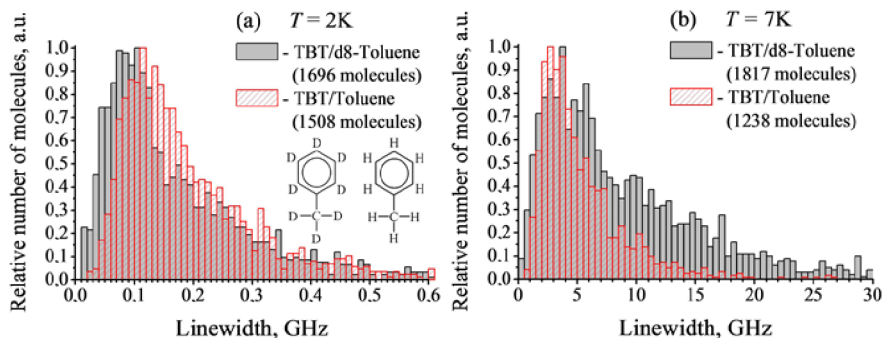 (a) T = 2K
- TBT/d8-Toluene
(1696 molecules)
- TBT/Toluene
(1508 molecules)
Relative number of molecules, a.u.
1.0
0.9
0.8
0.7
0.6
0.5
0.4
0.3
0.2
0.1
0.0
D
D D
D D
C
D D
D
H
H H
H H
C
H H
H
0.0 0.1 0.2 0.3 0.4 0.5 0.6
Linewidth, GHz
(b) T = 7K
- TBT/d8-Toluene
(1817 molecules)
- TBT/Toluene
(1238 molecules)
Relative number of molecules, a.u.
1.0
0.9
0.8
0.7
0.6
0.5
0.4
0.3
0.2
0.1
0.0
0 5 10 15 20 25 30
Linewidth, GHz